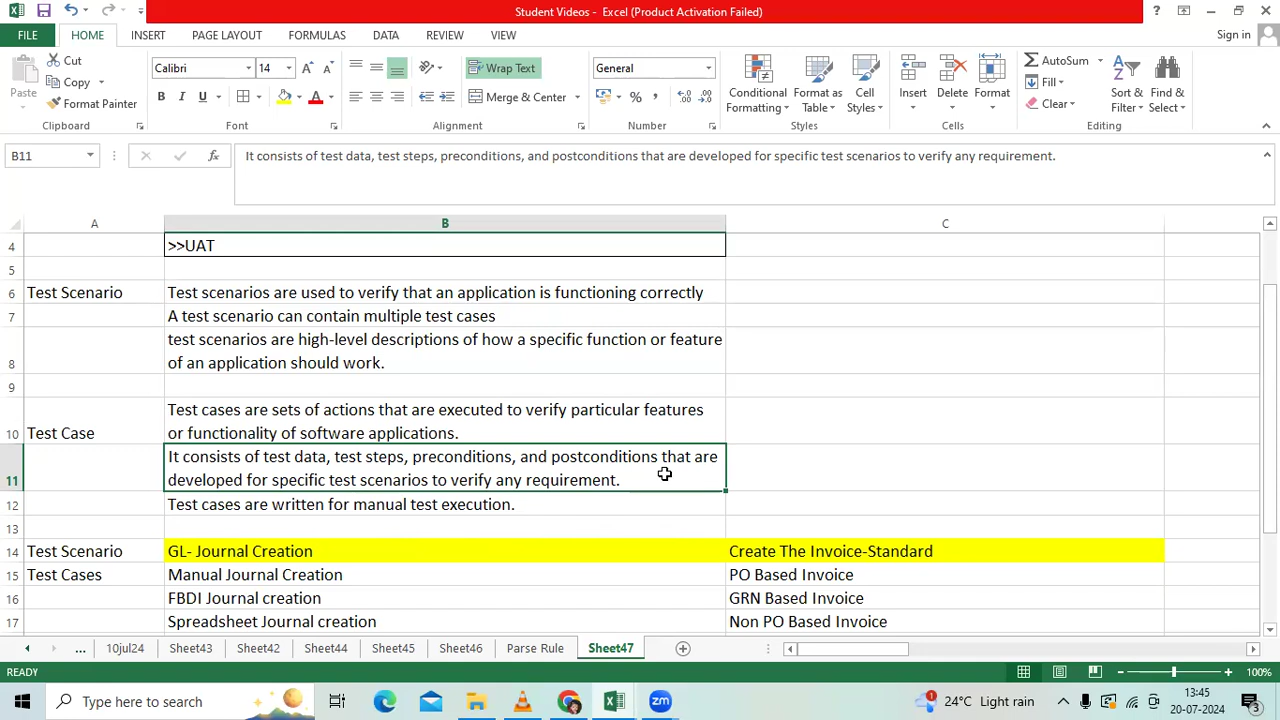 Student Videos - Excel (Product Activation Failed)
FILE HOME INSERT PAGE LAYOUT FORMULAS DATA REVIEW VIEW Sign in
Paste Cut Copy Format Painter
Calibri 14
Wrap Text
Merge & Center
General
Conditional Formatting
Format as Table
Cell Styles
Insert Delete Format
AutoSum Fill Clear
Sort & Filter
Find & Select
Clipboard Font Alignment Number Styles Cells Editing
B11 fx It consists of test data, test steps, preconditions, and postconditions that are developed for specific test scenarios to verify any requirement.
A B C
4 >>UAT
5
6 Test Scenario Test scenarios are used to verify that an application is functioning correctly
7 A test scenario can contain multiple test cases
test scenarios are high-level descriptions of how a specific function or feature
8 of an application should work.
9
Test cases are sets of actions that are executed to verify particular features
10 Test Case or functionality of software applications.
It consists of test data, test steps, preconditions, and postconditions that are
11 developed for specific test scenarios to verify any requirement.
12 Test cases are written for manual test execution.
13
14 Test Scenario GL- Journal Creation Create The Invoice-Standard
15 Test Cases Manual Journal Creation PO Based Invoice
16 FBDI Journal creation GRN Based Invoice
17 Spreadsheet Journal creation Non PO Based Invoice
... 10jul24 Sheet43 Sheet42 Sheet44 Sheet45 Sheet46 Parse Rule Sheet47
READY 100%
Type here to search 24°C Light rain 13:45
20-07-2024